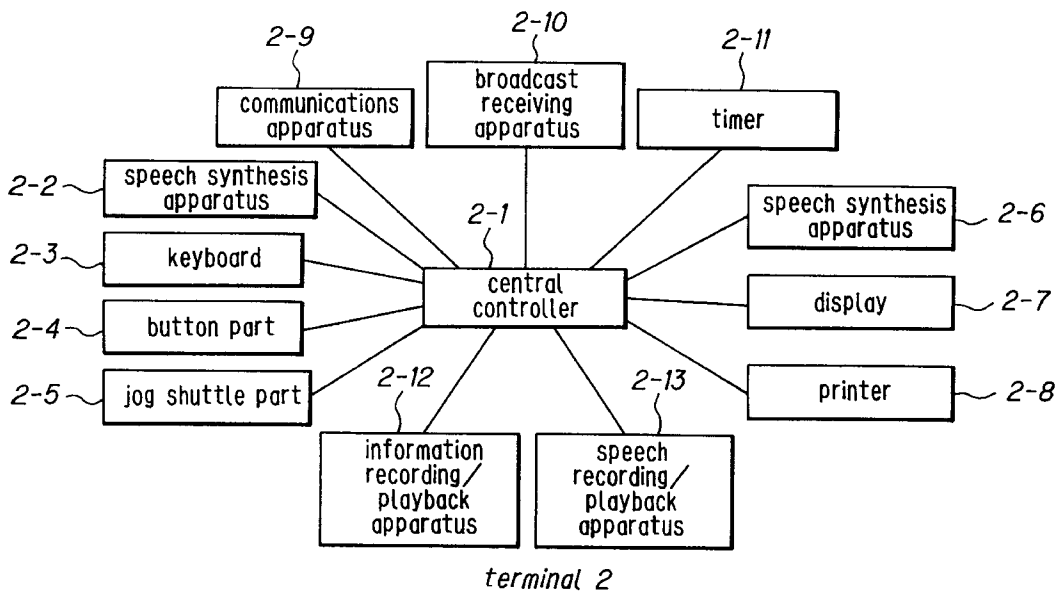 2-9
2-10
2-11
communications
apparatus
broadcast
receiving
apparatus
timer
2-2
speech synthesis
apparatus
2-1
speech synthesis
apparatus
2-6
2-3
keyboard
central
controller
display
2-7
2-4
button part
2-5
jog shuttle part
2-12
2-13
printer
2-8
information
recording/
playback
apparatus
speech
recording/
playback
apparatus
terminal 2